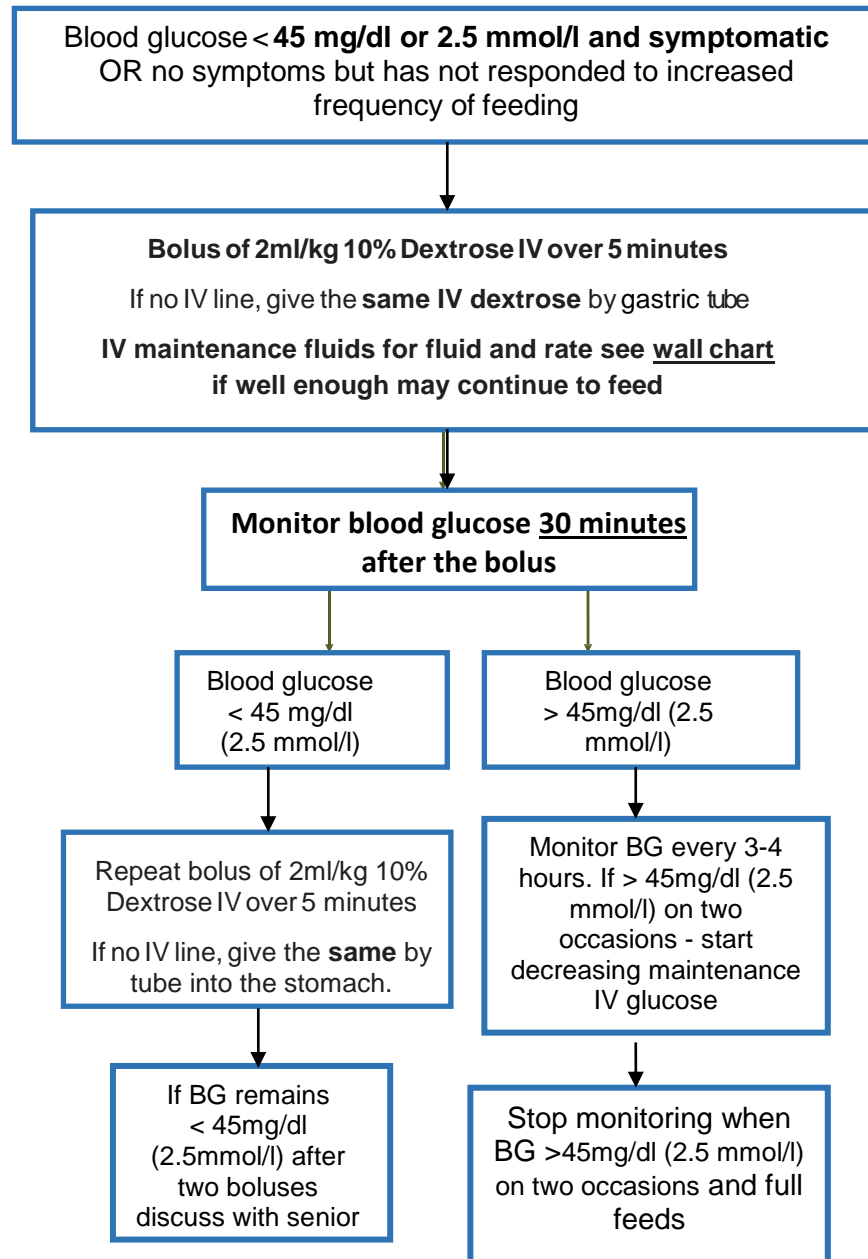 Blood glucose < 45 mg/dl or 2.5 mmol/l and symptomatic
OR no symptoms but has not responded to increased
frequency of feeding
Bolus of 2ml/kg 10% Dextrose IV over 5 minutes
If no IV line, give the same IV dextrose by gastric tube
IV maintenance fluids for fluid and rate see wall chart
if well enough may continue to feed
Monitor blood glucose 30 minutes
after the bolus
Blood glucose
< 45 mg/dl
(2.5 mmol/l)
Blood glucose
> 45mg/dl (2.5
mmol/l)
Repeat bolus of 2ml/kg 10%
Dextrose IV over 5 minutes
If no IV line, give the same by
tube into the stomach.
Monitor BG every 3-4
hours. If > 45mg/dl (2.5
mmol/l) on two
occasions - start
decreasing maintenance
IV glucose
If BG remains
< 45mg/dl
(2.5mmol/l) after
two boluses
discuss with senior
Stop monitoring when
BG >45mg/dl (2.5 mmol/l)
on two occasions and full
feeds